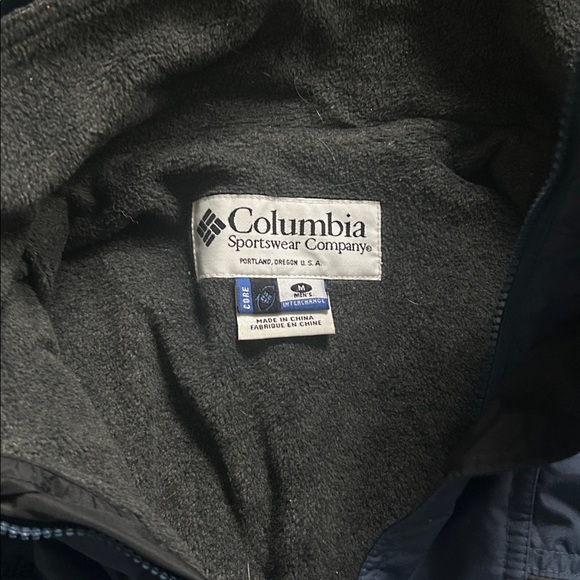 Columbia
Sportswear Company®
PORTLAND, OREGON U.S.A
CORE
M
MEN'S
INTERCHANGE
MADE IN CHINA
FABRIQUE EN CHINE